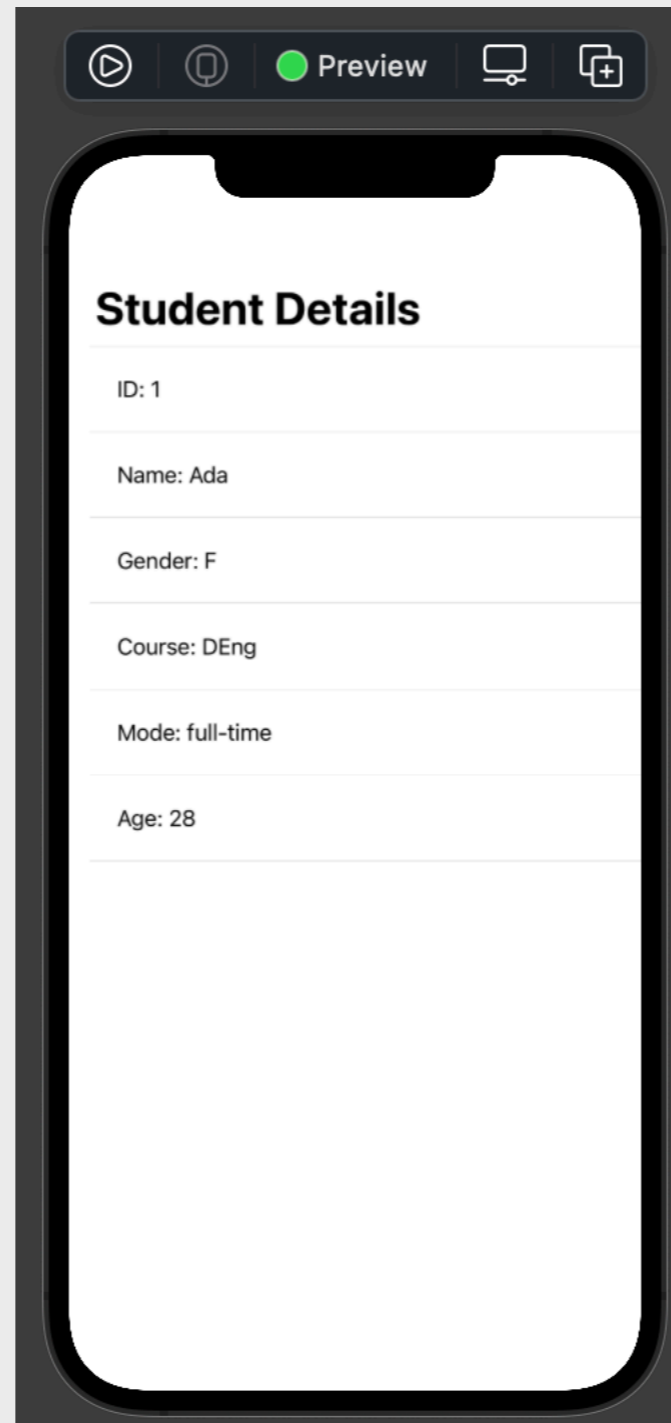 Preview
Student Details
ID: 1
Name: Ada
Gender: F
Course: DEng
Mode: full-time
Age: 28